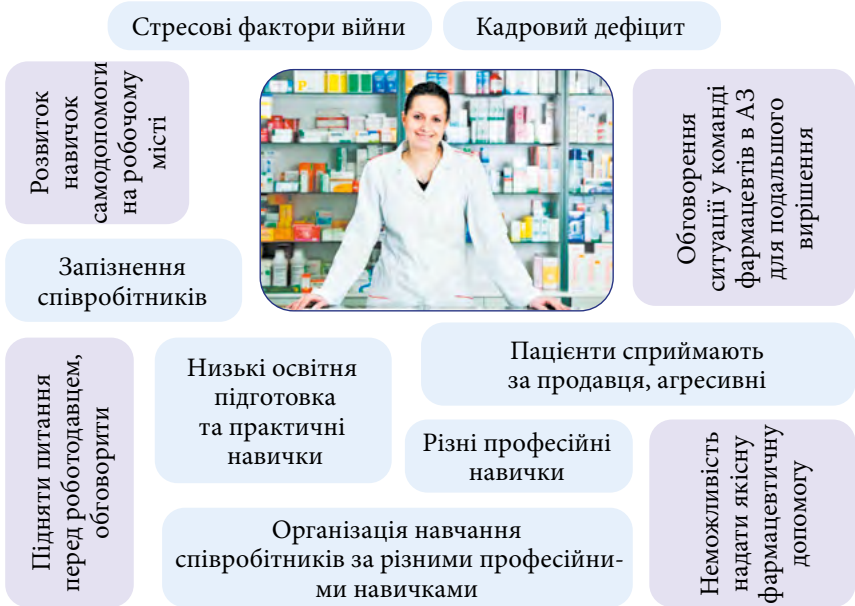 Стресові фактори війни
Кадровий дефіцит
Розвиток
навичок
самодопомоги
на робочому
місті
Обговорення
ситуації у команді
фармацевтів в АЗ
для подальшого
вирішення
Запізнення
співробітників
Підняти питання
перед роботодавцем,
обговорити
Низькі освітня
підготовка
та практичні
навички
Пацієнти сприймають
за продавця, агресивні
Різні професійні
навички
Неможливість
надати якісну
фармацевтичну
допомогу
Організація навчання
співробітників за різними професійни-
ми навичками